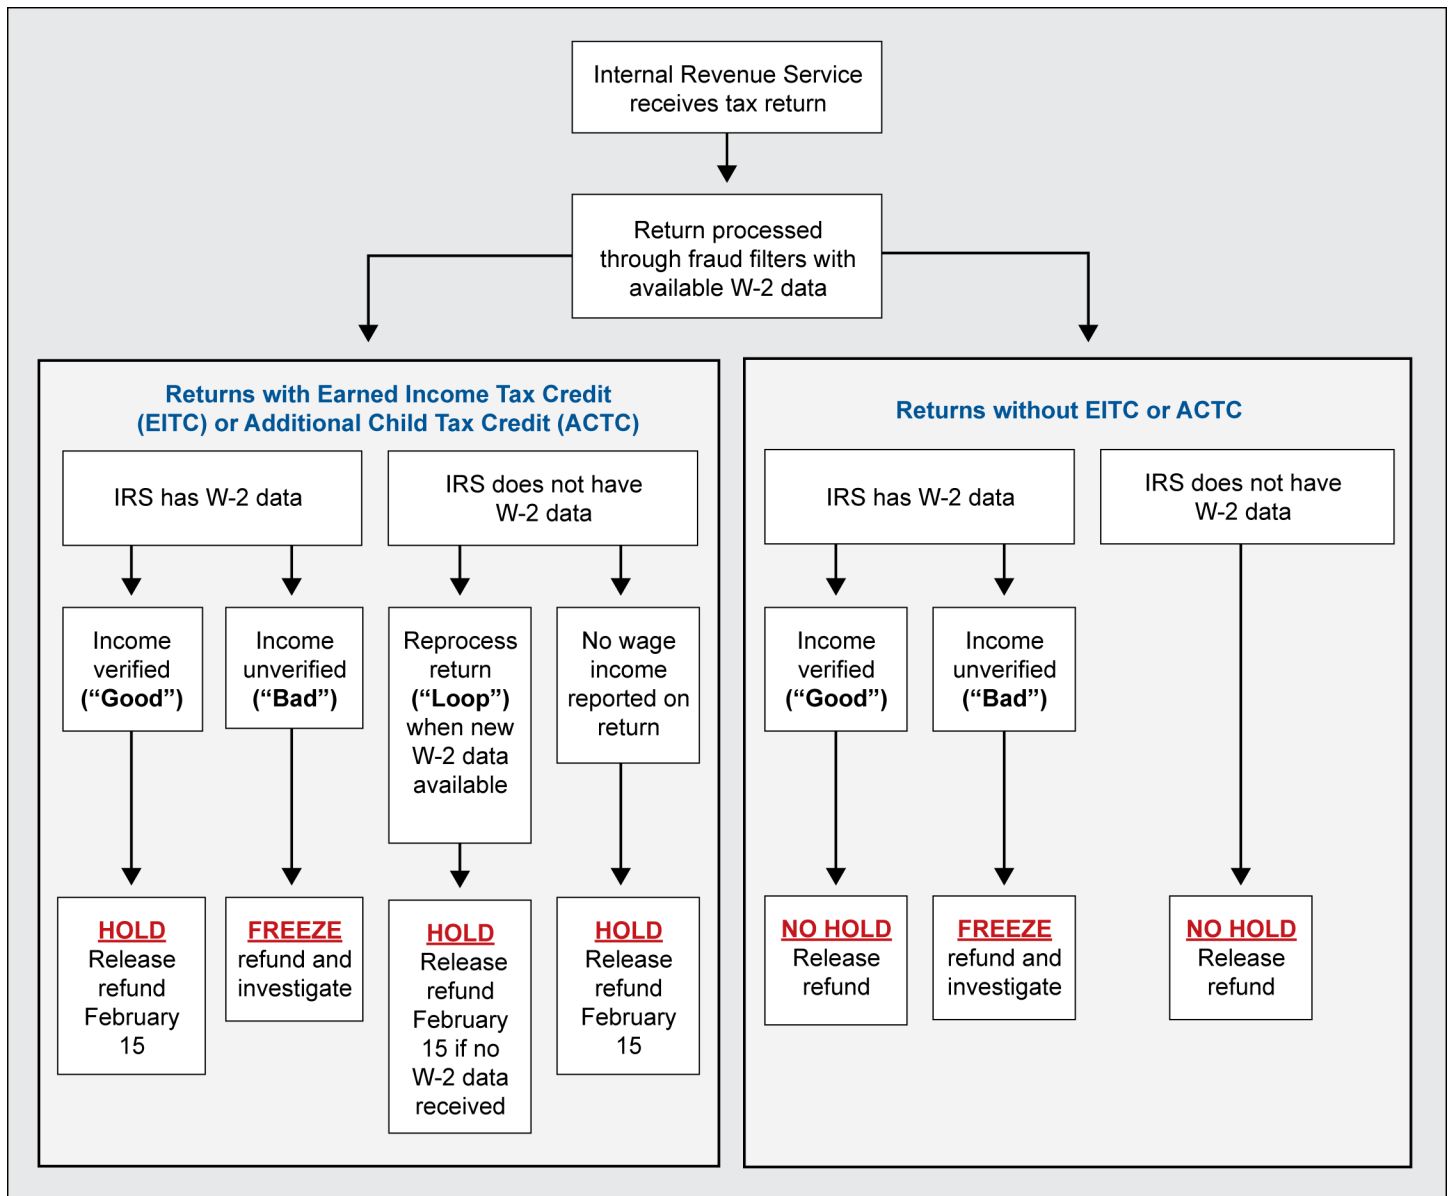 Internal Revenue Service
receives tax return
Return processed
through fraud filters with
available W-2 data
Returns with Earned Income Tax Credit
(EITC) or Additional Child Tax Credit (ACTC)
IRS has W-2 data
IRS does not have
W-2 data
Income
verified
(“Good”)
Income
unverified
(“Bad”)
Reprocess
return
(“Loop”)
when new
W-2 data
available
No wage
income
reported on
return
HOLD
Release
refund
February
15
FREEZE
refund and
investigate
HOLD
Release
refund
February
15 if no
W-2 data
received
HOLD
Release
refund
February
15
Returns without EITC or ACTC
IRS has W-2 data
IRS does not have
W-2 data
Income
verified
(“Good”)
Income
unverified
(“Bad”)
NO HOLD
Release
refund
FREEZE
refund and
investigate
NO HOLD
Release
refund